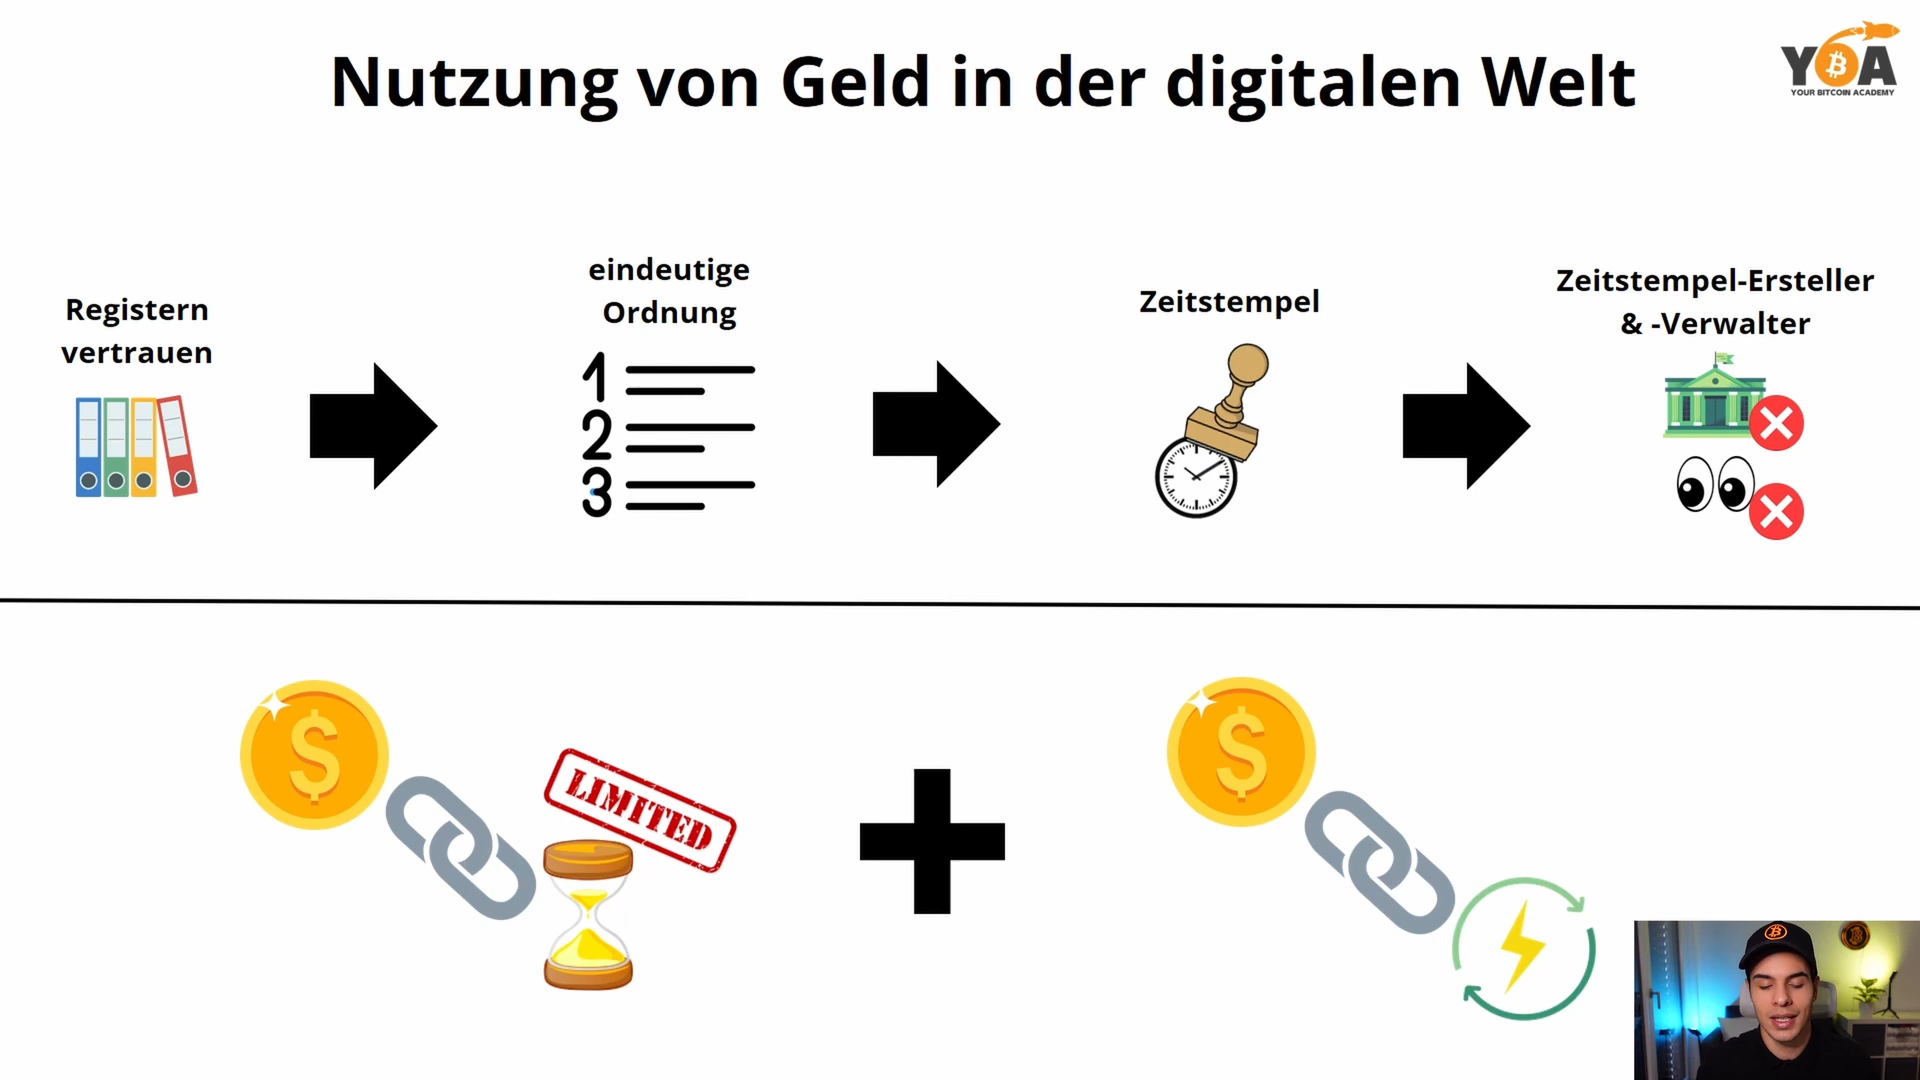 Nutzung von Geld in der digitalen Welt
YBA
YOUR BITCOIN ACADEMY
Registern
vertrauen
eindeutige
Ordnung
1
2
3
Zeitstempel
Zeitstempel-Ersteller
& -Verwalter
$
LIMITED
$